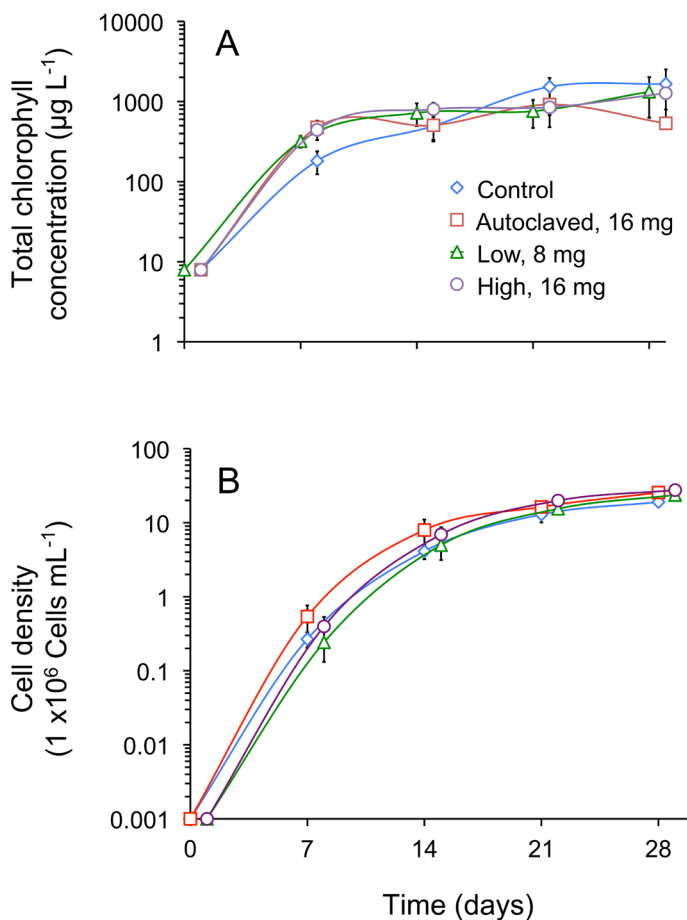 A
Total chlorophyll
concentration (µg L⁻¹)
10000
1000
100
10
1
Control
Autoclaved, 16 mg
Low, 8 mg
High, 16 mg
B
Cell density
(1 x10⁶ Cells mL⁻¹)
100
10
1
0.1
0.01
0.001
0 7 14 21 28
Time (days)